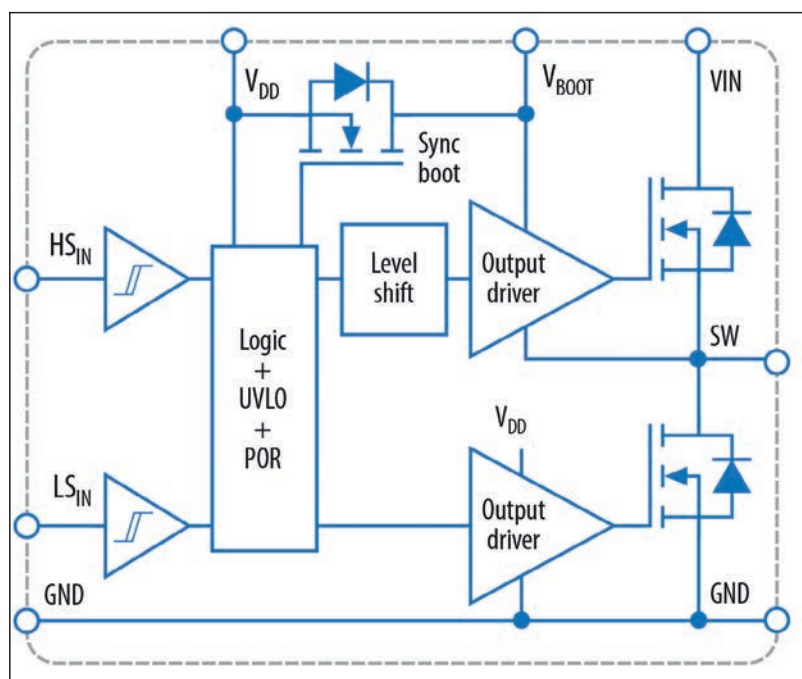 V_DD
V_BOOT
VIN
Sync
boot
HS_IN
Level
shift
Output
driver
SW
Logic
+
UVLO
+
POR
V_DD
LS_IN
Output
driver
GND
GND